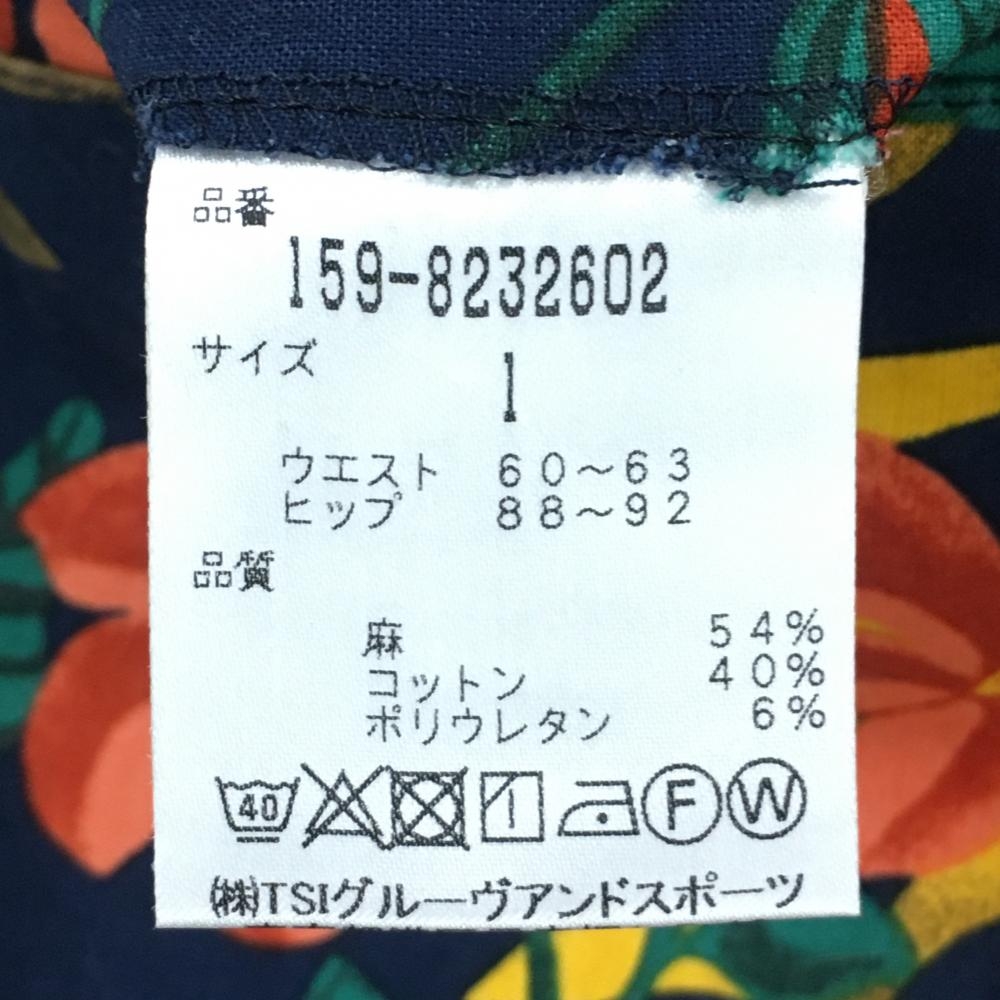 品番
159-8232602
サイズ
1
ウエスト 60～63
ヒップ 88～92
品質
麻 54%
コットン 40%
ポリウレタン 6%
40 F W
㈱TSIグルーヴアンドスポーツ